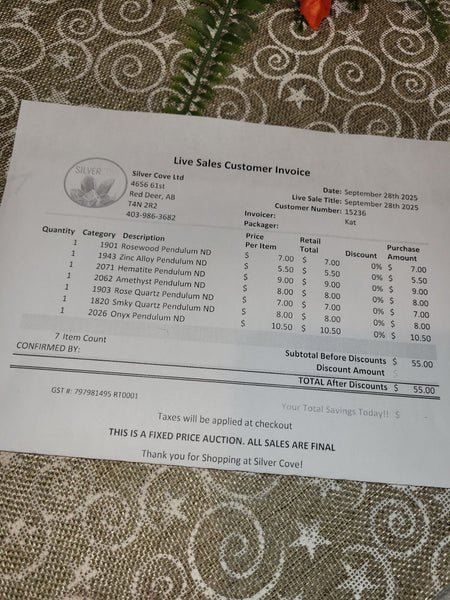 Live Sales Customer Invoice
SILVER
Silver Cove Ltd
4656 61st
Red Deer, AB
T4N 2R2
403-986-3682
Date: September 28th 2025
Live Sale Title: September 28th 2025
Customer Number: 15236
Invoicer: Kat
Packager:
Quantity Category Description Price Per Item Retail Total Discount Purchase Amount
1 1901 Rosewood Pendulum ND $ 7.00 $ 7.00 0% $ 7.00
1 1943 Zinc Alloy Pendulum ND $ 5.50 $ 5.50 0% $ 5.50
1 2071 Hematite Pendulum ND $ 9.00 $ 9.00 0% $ 9.00
1 2062 Amethyst Pendulum ND $ 8.00 $ 8.00 0% $ 8.00
1 1903 Rose Quartz Pendulum ND $ 7.00 $ 7.00 0% $ 7.00
1 1820 Smky Quartz Pendulum ND $ 8.00 $ 8.00 0% $ 8.00
1 2026 Onyx Pendulum ND $ 10.50 $ 10.50 0% $ 10.50
7 Item Count
Subtotal Before Discounts $ 55.00
CONFIRMED BY:
Discount Amount $
TOTAL After Discounts $ 55.00
GST #: 797981495 RT0001
Your Total Savings Today!! $
Taxes will be applied at checkout
THIS IS A FIXED PRICE AUCTION. ALL SALES ARE FINAL
Thank you for Shopping at Silver Cove!